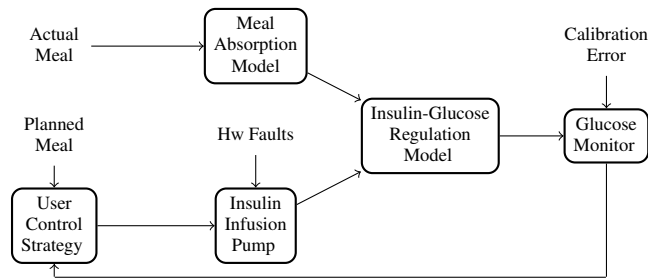 Actual
Meal
Meal
Absorption
Model
Calibration
Error
Planned
Meal
Hw Faults
Insulin-Glucose
Regulation
Model
Glucose
Monitor
User
Control
Strategy
Insulin
Infusion
Pump